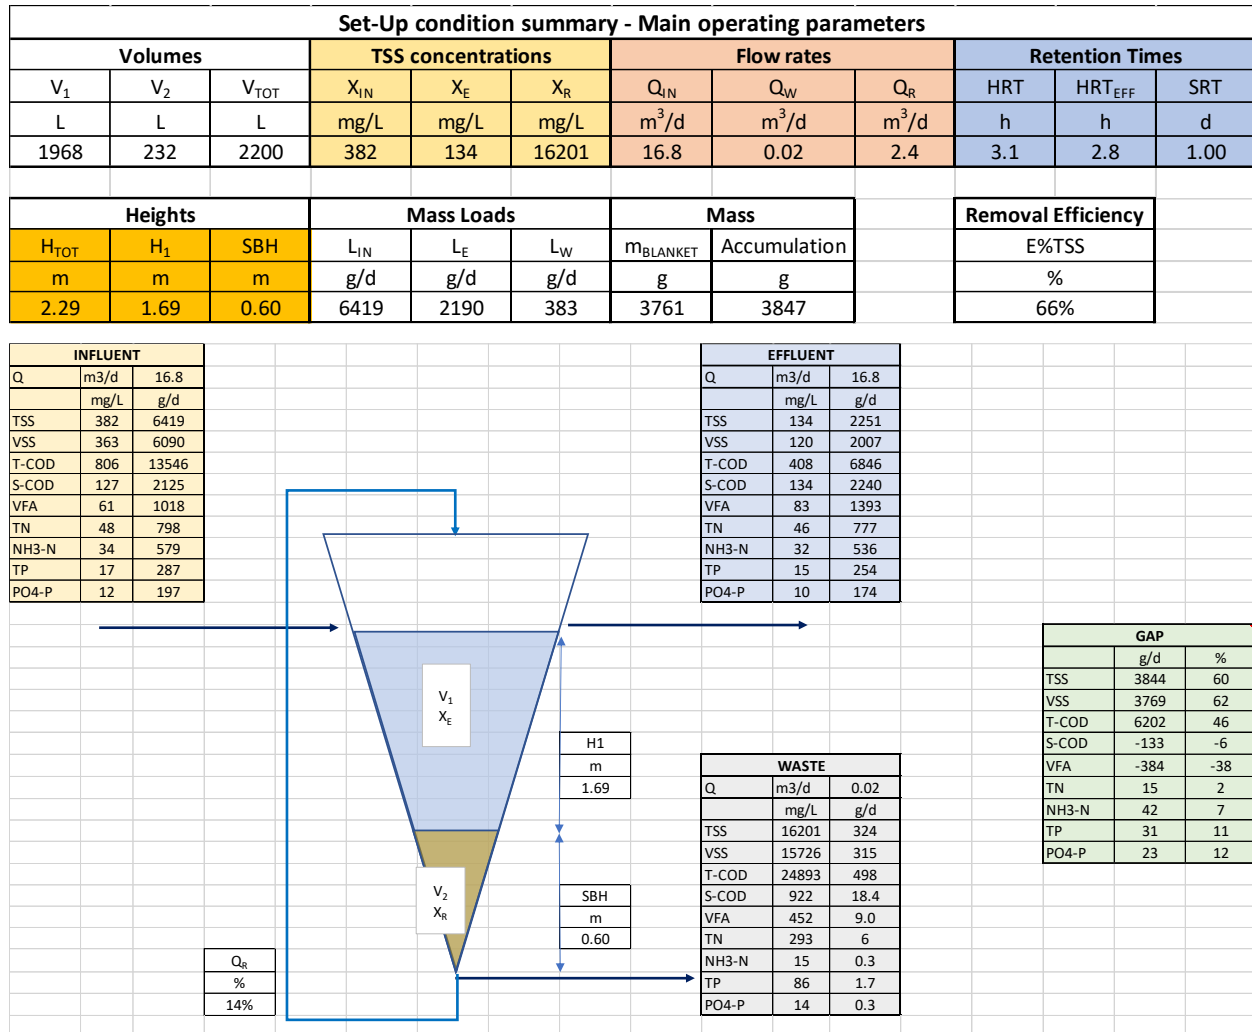 Set-Up condition summary - Main operating parameters
Volumes TSS concentrations Flow rates Retention Times
V1 V2 VTOT XIN XE XR QIN QW QR HRT HRTEFF SRT
L L L mg/L mg/L mg/L m3/d m3/d m3/d h h d
1968 232 2200 382 134 16201 16.8 0.02 2.4 3.1 2.8 1.00
Heights Mass Loads Mass Removal Efficiency
HTOT H1 SBH LIN LE LW mBLANKET Accumulation E%TSS
m m m g/d g/d g/d g g %
2.29 1.69 0.60 6419 2190 383 3761 3847 66%
INFLUENT
Q m3/d 16.8
mg/L g/d
TSS 382 6419
VSS 363 6090
T-COD 806 13546
S-COD 127 2125
VFA 61 1018
TN 48 798
NH3-N 34 579
TP 17 287
PO4-P 12 197
EFFLUENT
Q m3/d 16.8
mg/L g/d
TSS 134 2251
VSS 120 2007
T-COD 408 6846
S-COD 134 2240
VFA 83 1393
TN 46 777
NH3-N 32 536
TP 15 254
PO4-P 10 174
GAP
g/d %
TSS 3844 60
VSS 3769 62
T-COD 6202 46
S-COD -133 -6
VFA -384 -38
TN 15 2
NH3-N 42 7
TP 31 11
PO4-P 23 12
V1
XE
H1
m
1.69
V2
XR
SBH
m
0.60
WASTE
Q m3/d 0.02
mg/L g/d
TSS 16201 324
VSS 15726 315
T-COD 24893 498
S-COD 922 18.4
VFA 452 9.0
TN 293 6
NH3-N 15 0.3
TP 86 1.7
PO4-P 14 0.3
QR
%
14%